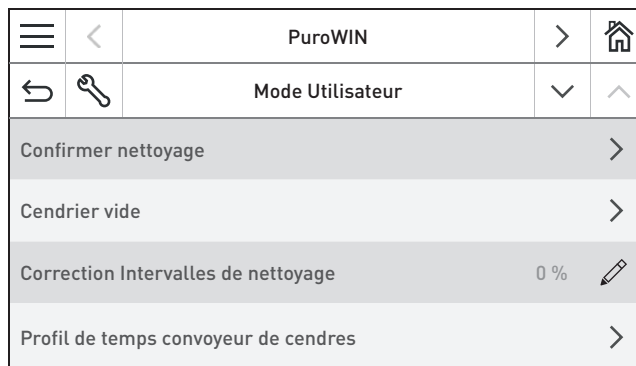 PuroWIN
Mode Utilisateur
Confirmer nettoyage
Cendrier vide
Correction Intervalles de nettoyage 0 %
Profil de temps convoyeur de cendres